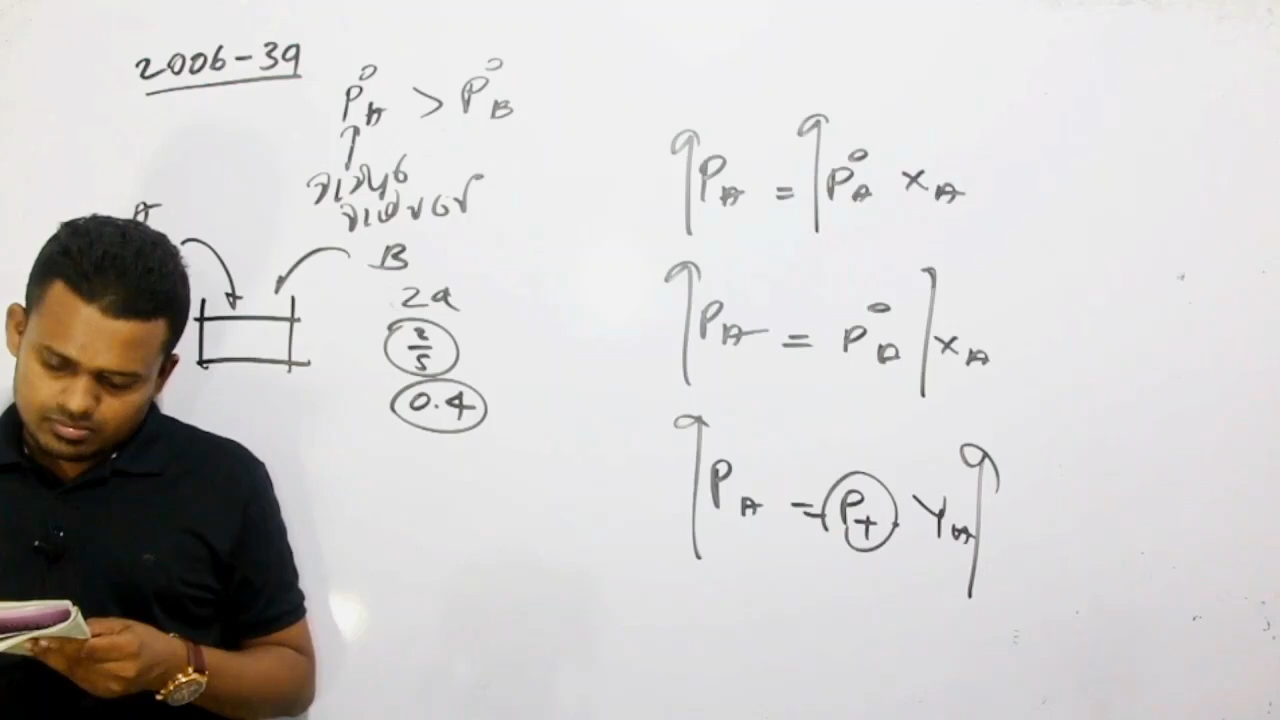 2006-39
P°A > P°B
A
B
2a
2/5
0.4
↑PA = ↑P°A xA
↑PA = P°A | xA
↑PA = PT YA↑